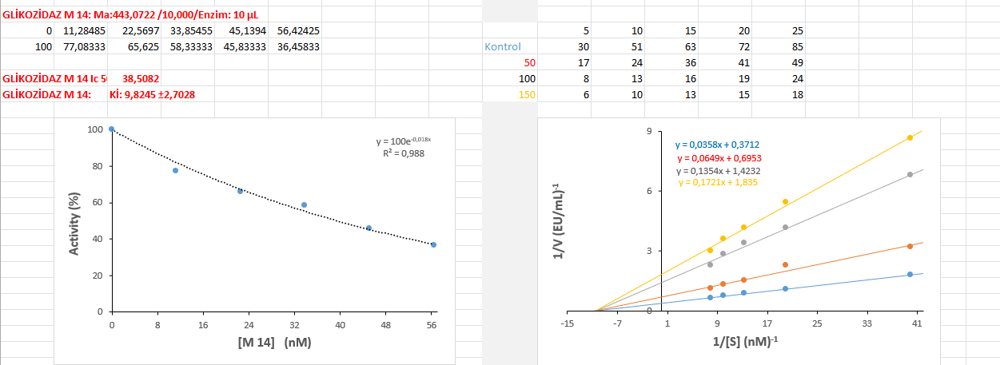 GLİKOZİDAZ M 14: Ma:443,0722 /10,000/Enzim: 10 µL
0 11,28485 22,5697 33,85455 45,1394 56,42425
100 77,08333 65,625 58,33333 45,83333 36,45833
GLİKOZİDAZ M 14 Ic 5 38,5082
GLİKOZİDAZ M 14: Kİ: 9,8245 ±2,7028
5 10 15 20 25
Kontrol 30 51 63 72 85
50 17 24 36 41 49
100 8 13 16 19 24
150 6 10 13 15 18
Activity (%)
100
80
60
40
20
0
y = 100e^-0,018x
R² = 0,988
0 8 16 24 32 40 48 56
[M 14] (nM)
1/V (EU/mL)⁻¹
9
6
3
0
y = 0,0358x + 0,3712
y = 0,0649x + 0,6953
y = 0,1354x + 1,4232
y = 0,1721x + 1,835
-15 -7 1 9 17 25 33 41
1/[S] (nM)⁻¹